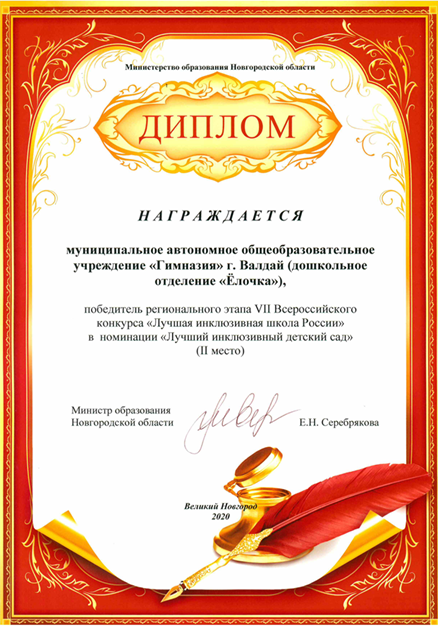 Министерство образования Новгородской области
ДИПЛОМ
НАГРАЖДАЕТСЯ
муниципальное автономное общеобразовательное
учреждение «Гимназия» г. Валдай (дошкольное
отделение «Ёлочка»),
победитель регионального этапа VII Всероссийского
конкурса «Лучшая инклюзивная школа России»
в номинации «Лучший инклюзивный детский сад»
(II место)
Министр образования
Новгородской области
Е.Н. Серебрякова
Великий Новгород
2020